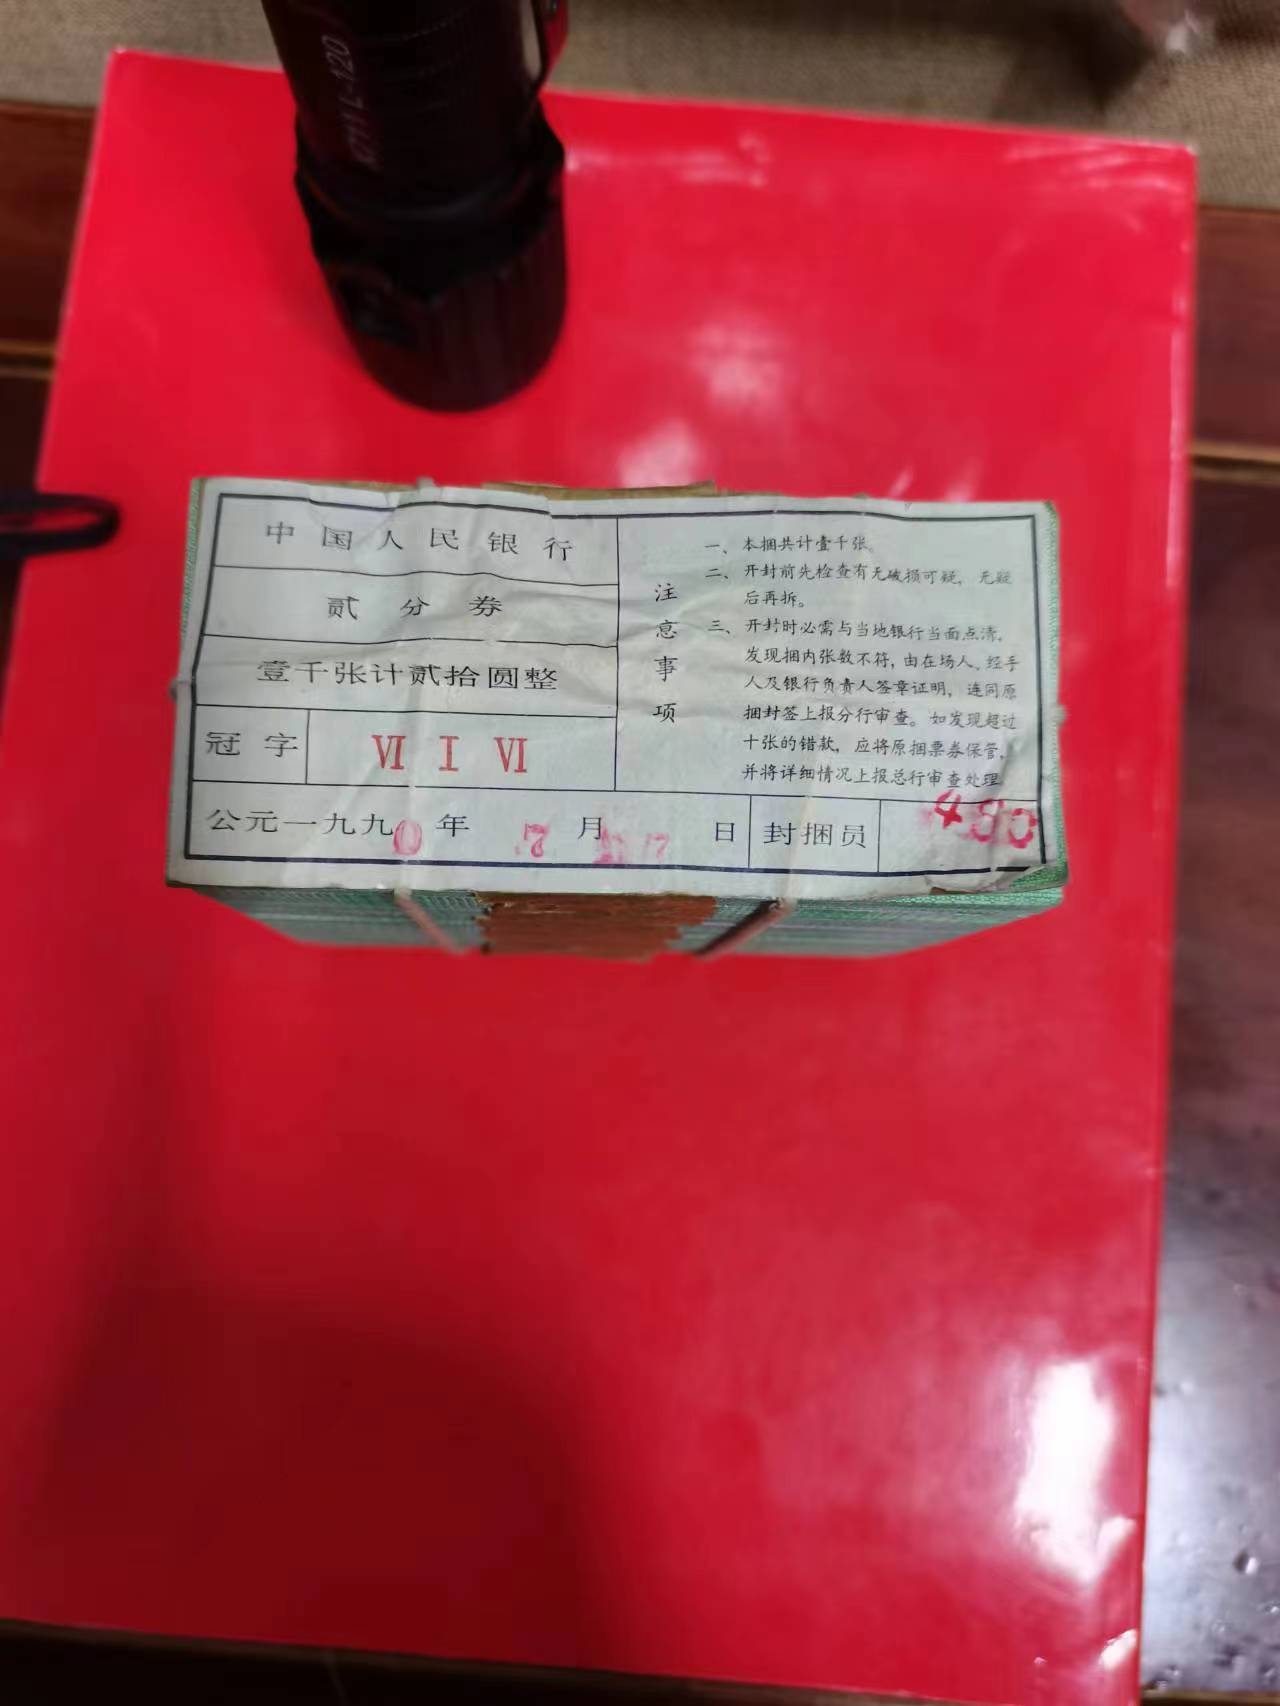 中国人民银行
贰分券
壹千张计贰拾圆整
冠字 Ⅵ Ⅰ Ⅵ
公元一九九0年 7月 17日 封捆员 480
注意事项
一、本捆共计壹千张。
二、开封前先检查有无破损可疑，无疑
后再拆。
三、开封时必需与当地银行当面点清，
发现捆内张数不符，由在场人、经手
人及银行负责人签章证明，连同原
捆封签上报分行审查。如发现超过
十张的错款，应将原捆票券保管，
并将详细情况上报总行审查处理